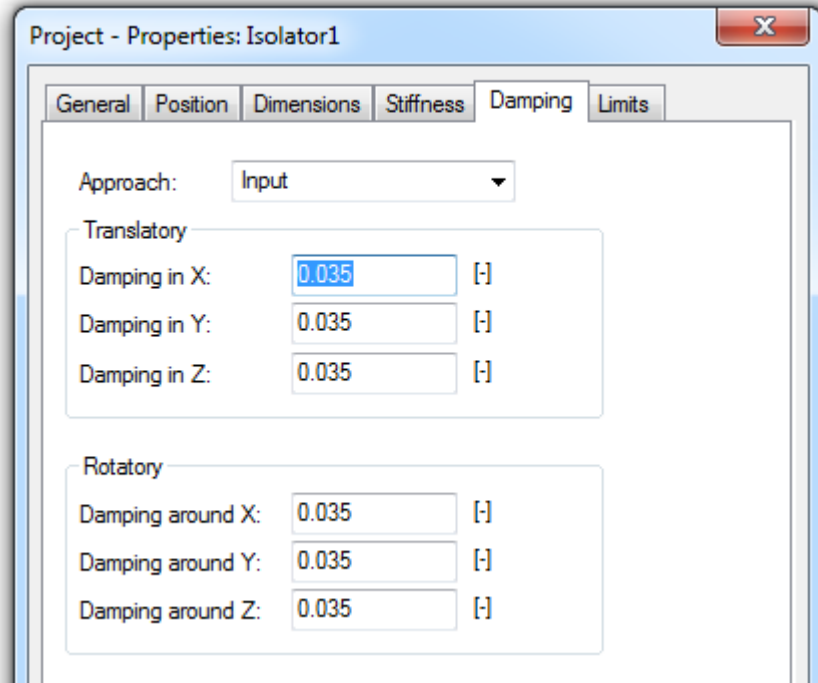 Project - Properties: Isolator1
General Position Dimensions Stiffness Damping Limits
Approach: Input
Translatory
Damping in X: 0.035 [-]
Damping in Y: 0.035 [-]
Damping in Z: 0.035 [-]
Rotatory
Damping around X: 0.035 [-]
Damping around Y: 0.035 [-]
Damping around Z: 0.035 [-]